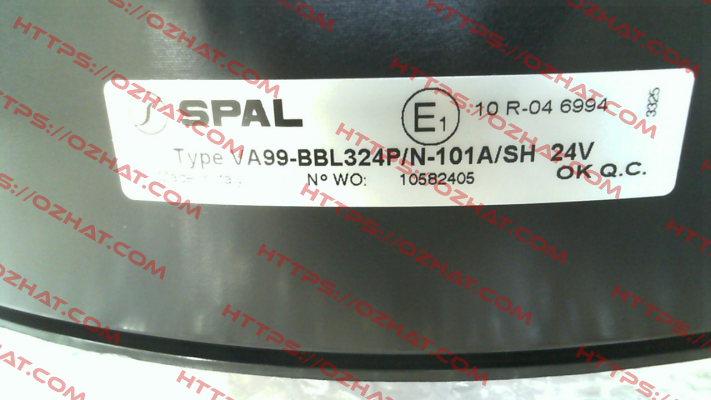 SPAL E1 10 R-04 6994 3325
Type VA99-BBL324P/N-101A/SH 24V
N° WO: 10582405 OK Q.C.
HTTPS://OZHAT.COM